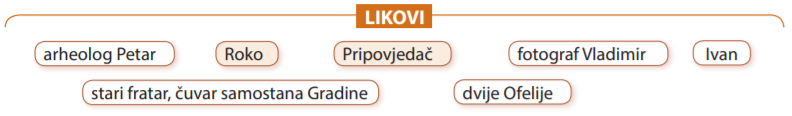 LIKOVI
arheolog Petar Roko Pripovjedač fotograf Vladimir Ivan
stari fratar, čuvar samostana Gradine dvije Ofelije